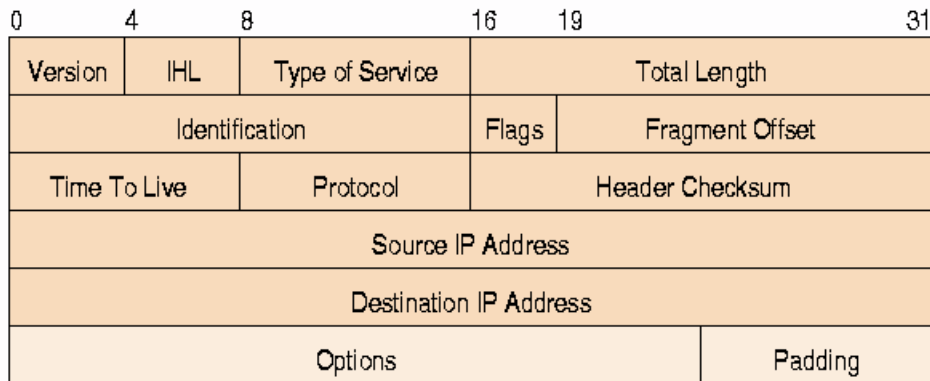 0 4 8 16 19 31
Version IHL Type of Service Total Length
Identification Flags Fragment Offset
Time To Live Protocol Header Checksum
Source IP Address
Destination IP Address
Options Padding